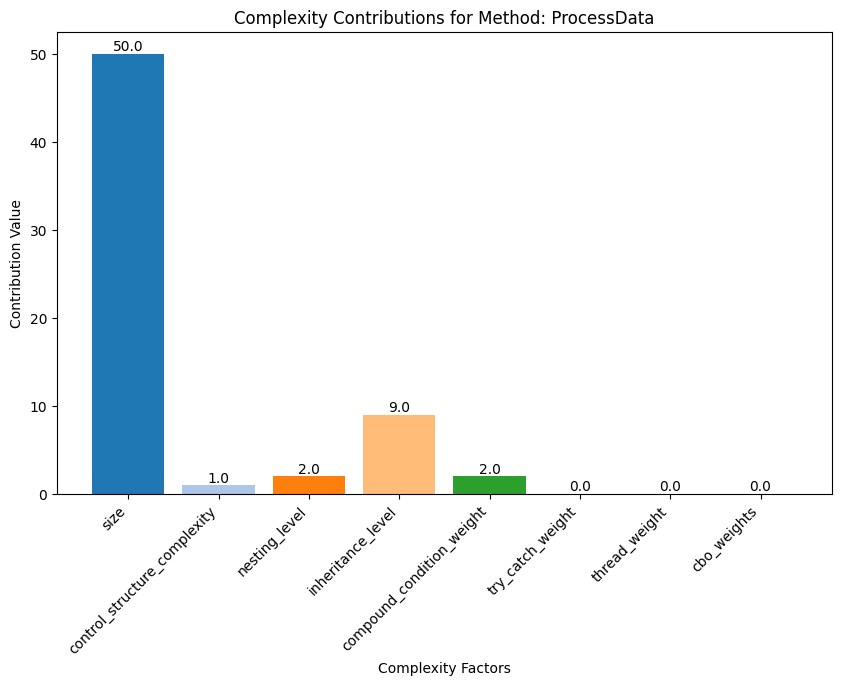 Complexity Contributions for Method: ProcessData
50.0
1.0
2.0
9.0
2.0
0.0
0.0
0.0
50
40
30
20
10
0
Contribution Value
size
control_structure_complexity
nesting_level
inheritance_level
compound_condition_weight
try_catch_weight
thread_weight
cbo_weights
Complexity Factors